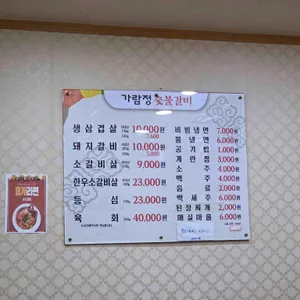 가람정 숯불갈비
생삼겹살 10,000원
돼지갈비 10,000원
소갈비살 9,000원
한우소갈비살 23,000원
등심 23,000원
육회 40,000원
비빔냉면 7,000원
물냉면 6,000원
공기밥 1,000원
계란찜 3,000원
소주 4,000원
맥주 4,000원
음료 2,000원
백세주 6,000원
된장찌개 2,000원
매실마을 6,000원